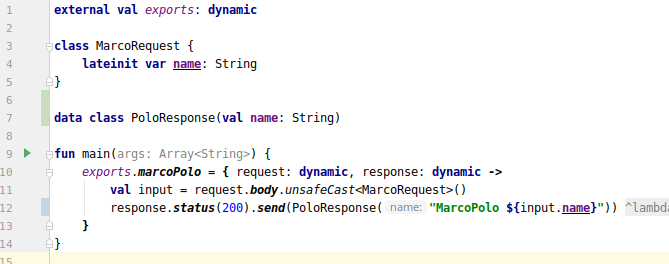 1 external val exports: dynamic
2
3 class MarcoRequest {
4 lateinit var name: String
5 }
6
7 data class PoloResponse(val name: String)
8
9 fun main(args: Array<String>) {
10 exports.marcoPolo = { request: dynamic, response: dynamic ->
11 val input = request.body.unsafeCast<MarcoRequest>()
12 response.status(200).send(PoloResponse( name: "MarcoPolo ${input.name}")) ^lambda
13 }
14 }
15